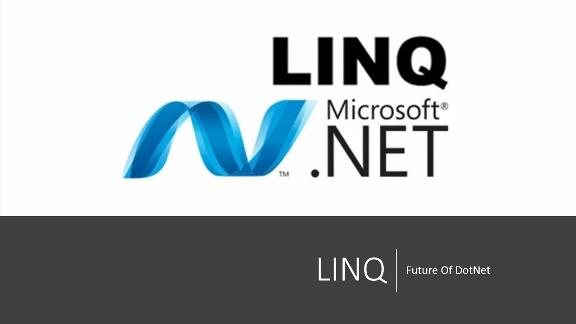 LINQ
Microsoft®
.NET
™
LINQ
Future Of DotNet